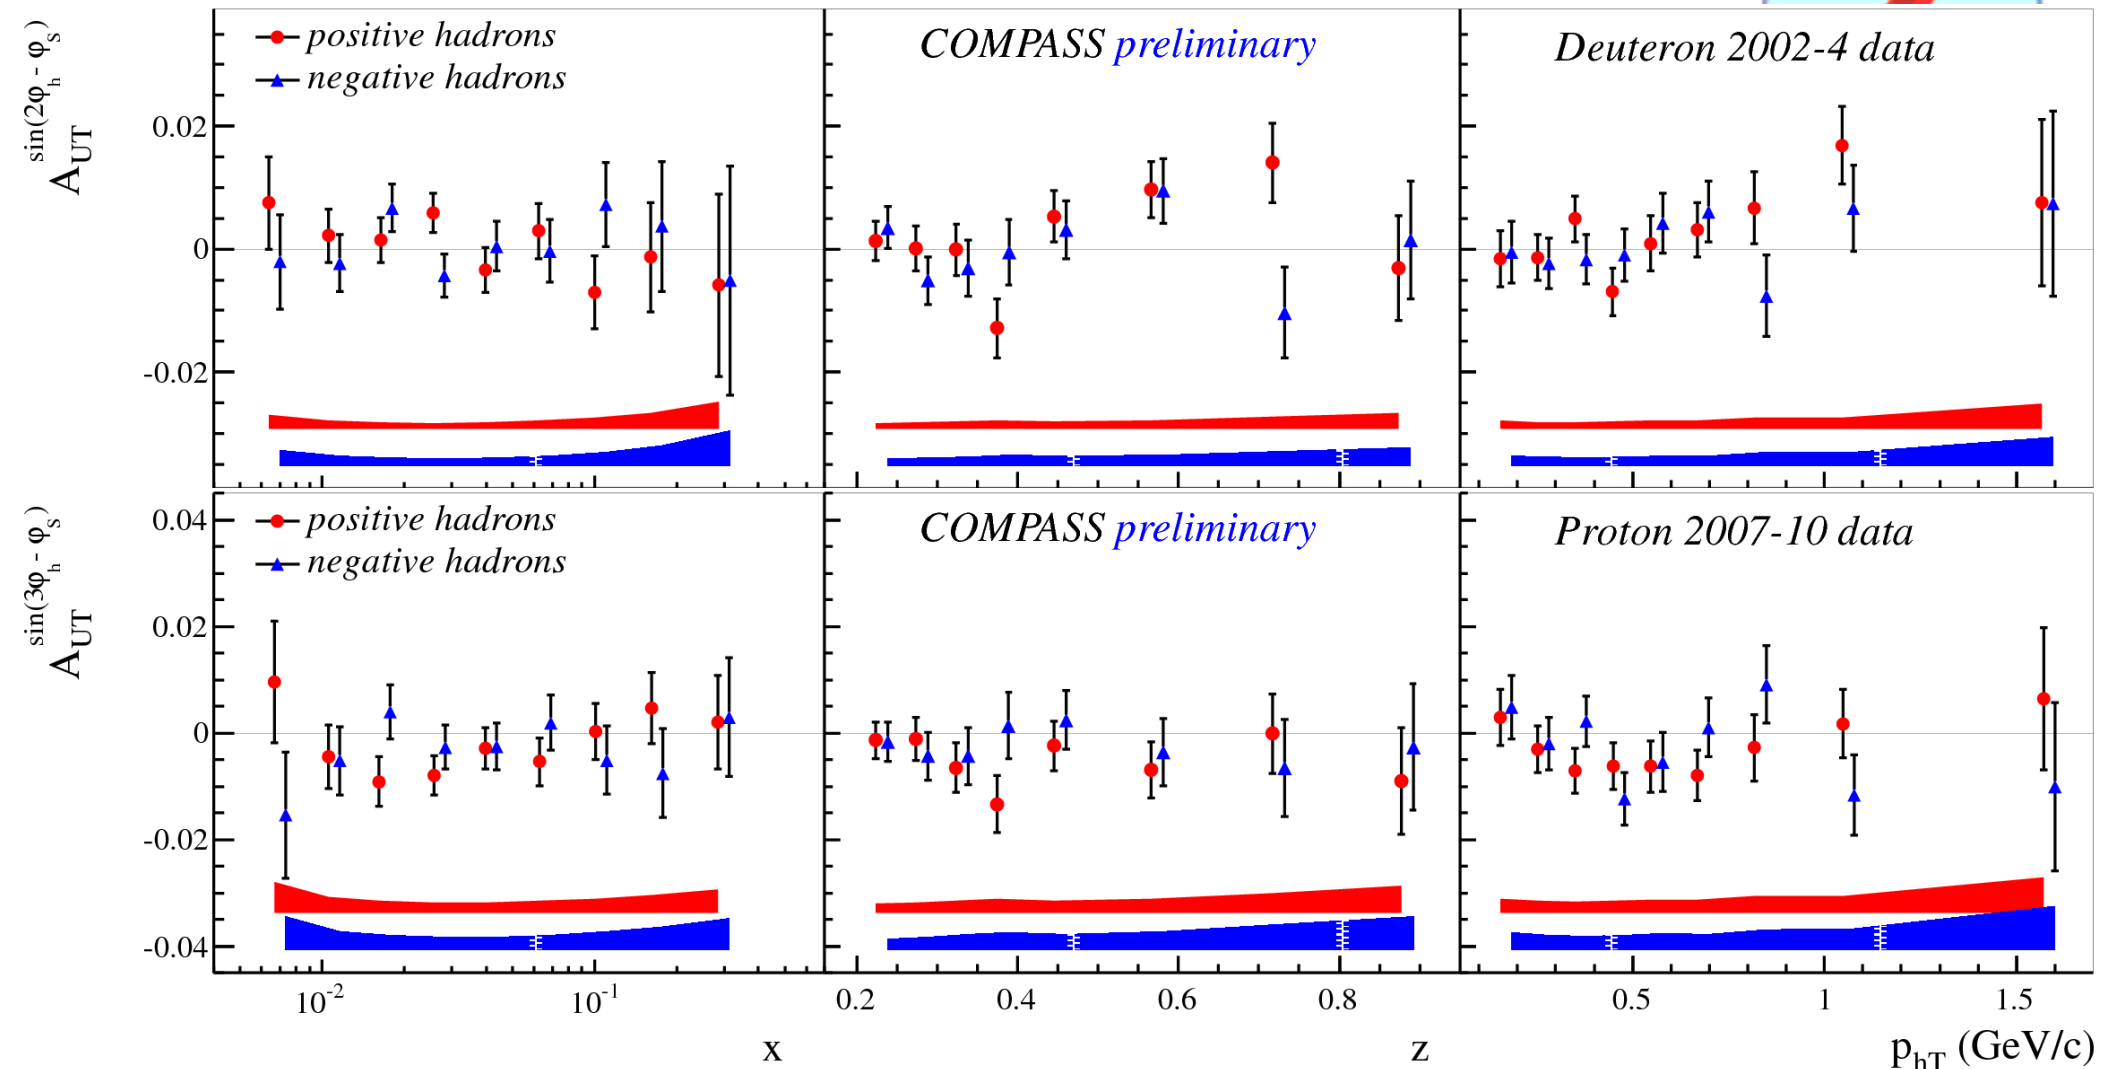 positive hadrons
negative hadrons
COMPASS preliminary
Deuteron 2002-4 data
A_UT^sin(2φ_h - φ_S)
0.02
0
-0.02
positive hadrons
negative hadrons
COMPASS preliminary
Proton 2007-10 data
A_UT^sin(3φ_h - φ_S)
0.04
0.02
0
-0.02
-0.04
10^-2 10^-1
0.2 0.4 0.6 0.8
0.5 1 1.5
x
z
p_hT (GeV/c)